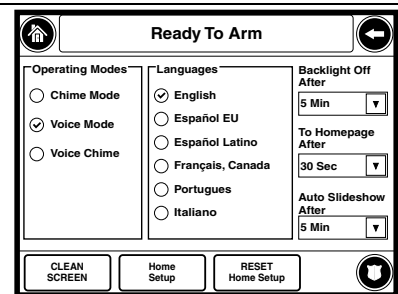 Ready To Arm
Operating Modes
Chime Mode
Voice Mode
Voice Chime
Languages
English
Español EU
Español Latino
Français, Canada
Portugues
Italiano
Backlight Off
After
5 Min
To Homepage
After
30 Sec
Auto Slideshow
After
5 Min
CLEAN
SCREEN
Home
Setup
RESET
Home Setup